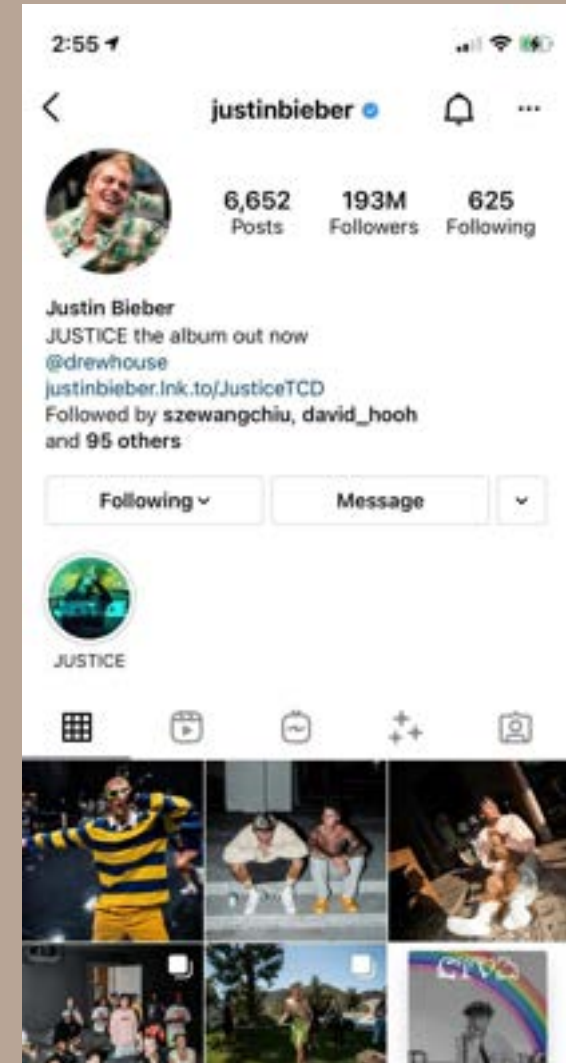 2:55
justinbieber
6,652 193M 625
Posts Followers Following
Justin Bieber
JUSTICE the album out now
@drewhouse
justinbieber.lnk.to/JusticeTCD
Followed by szewangchiu, david_hooh
and 95 others
Following Message
JUSTICE